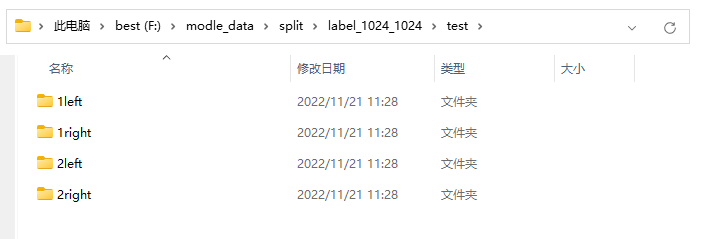 此电脑 > best (F:) > modle_data > split > label_1024_1024 > test >
名称 修改日期 类型 大小
1left 2022/11/21 11:28 文件夹
1right 2022/11/21 11:28 文件夹
2left 2022/11/21 11:28 文件夹
2right 2022/11/21 11:28 文件夹